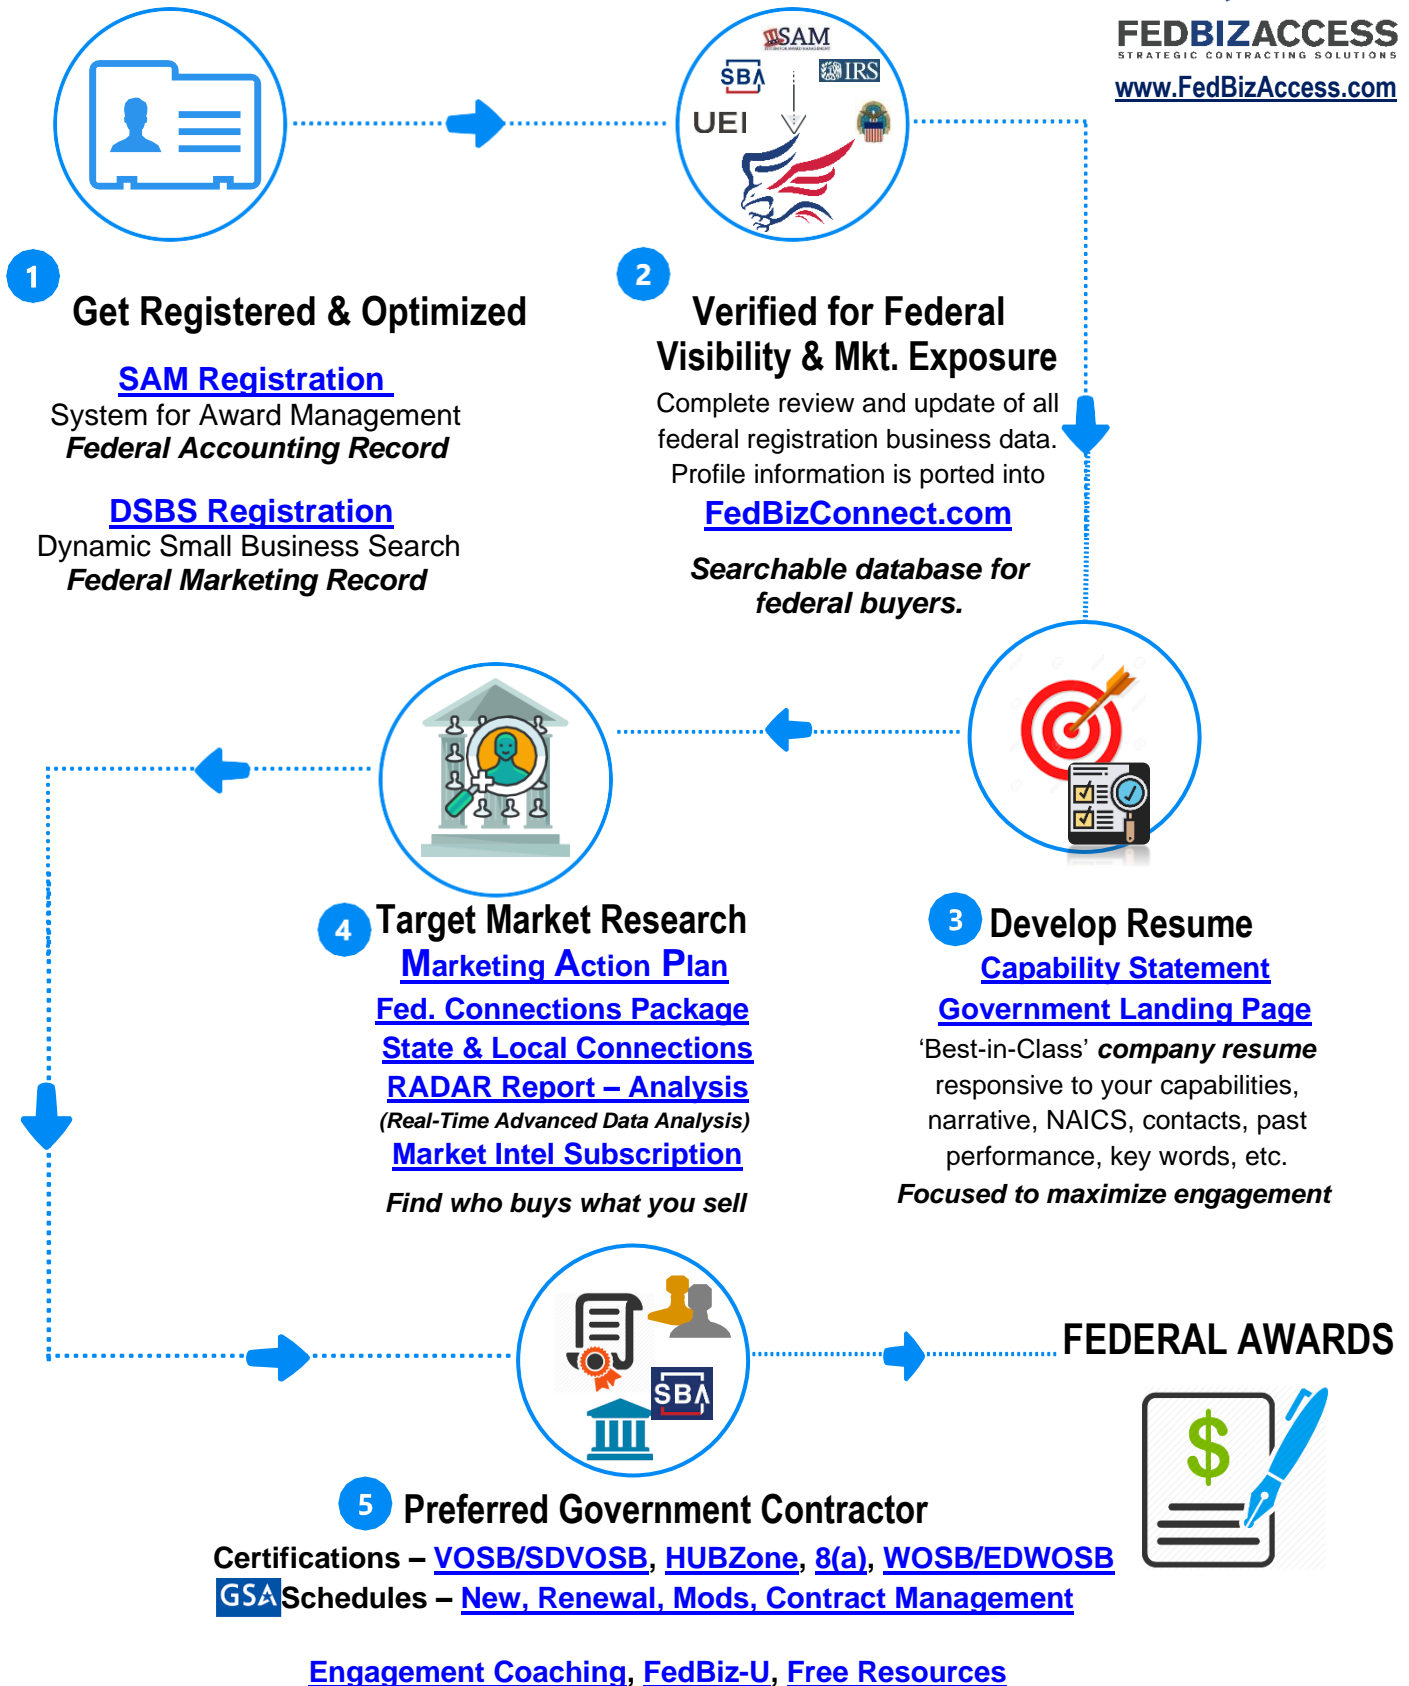 FEDBIZACCESS
STRATEGIC CONTRACTING SOLUTIONS
www.FedBizAccess.com
SAM
SYSTEM FOR AWARD MANAGEMENT
SBA
IRS
UEI
1
Get Registered & Optimized
SAM Registration
System for Award Management
Federal Accounting Record
DSBS Registration
Dynamic Small Business Search
Federal Marketing Record
2
Verified for Federal
Visibility & Mkt. Exposure
Complete review and update of all
federal registration business data.
Profile information is ported into
FedBizConnect.com
Searchable database for
federal buyers.
3
Develop Resume
Capability Statement
Government Landing Page
‘Best-in-Class’ company resume
responsive to your capabilities,
narrative, NAICS, contacts, past
performance, key words, etc.
Focused to maximize engagement
4
Target Market Research
Marketing Action Plan
Fed. Connections Package
State & Local Connections
RADAR Report – Analysis
(Real-Time Advanced Data Analysis)
Market Intel Subscription
Find who buys what you sell
SBA
FEDERAL AWARDS
$
5
Preferred Government Contractor
Certifications – VOSB/SDVOSB, HUBZone, 8(a), WOSB/EDWOSB
GSA Schedules – New, Renewal, Mods, Contract Management
Engagement Coaching, FedBiz-U, Free Resources